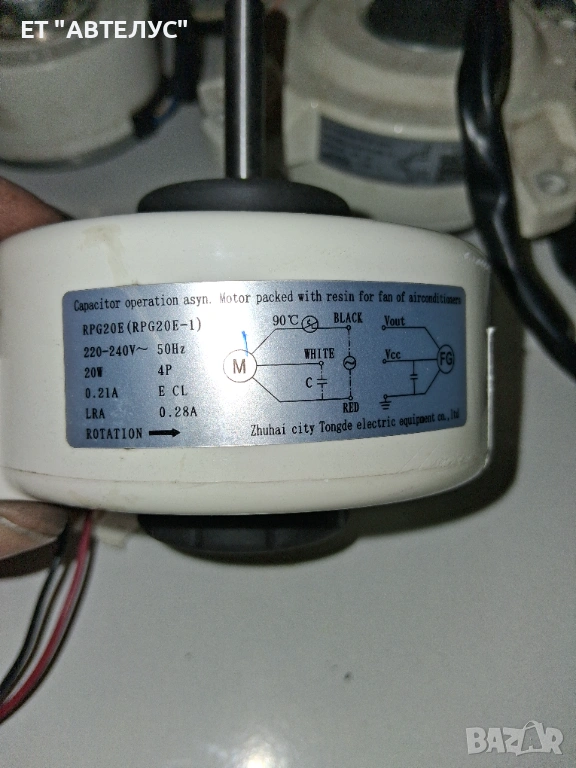 ЕТ "АВТЕЛУС"
Capacitor operation asyn. Motor packed with resin for fan of airconditioners
RPG20E(RPG20E-1)
220-240V~ 50Hz
20W 4P
0.21A E CL
LRA 0.28A
ROTATION
90℃ BLACK Vout
WHITE Vcc
M C FG
RED
Zhuhai city Tongde electric equipment co.,ltd
BAZAR